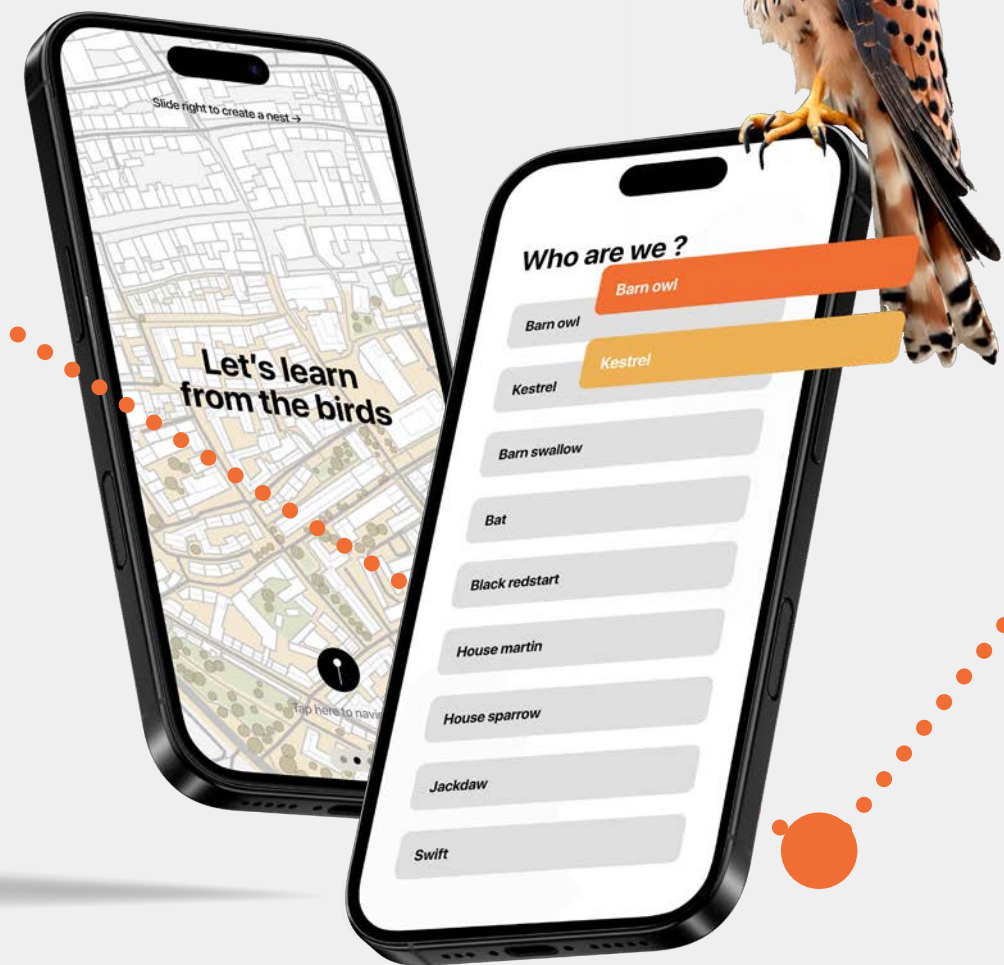 Slide right to create a nest →
Let's learn
from the birds
Tap here to
Who are we ?
Barn owl
Barn owl
Kestrel
Kestrel
Barn swallow
Bat
Black redstart
House martin
House sparrow
Jackdaw
Swift